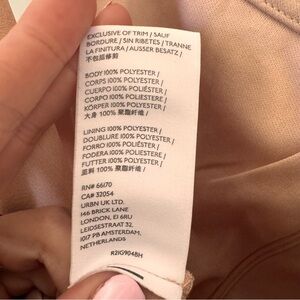 EXCLUSIVE OF TRIM / SAUF
BORDURE / SIN RIBETES / TRANNE
LA FINITURA / AUSSER BESATZ /
不包括修剪
BODY 100% POLYESTER /
CORPS 100% POLYESTER /
CUERPO 100% POLIÉSTER /
CORPO 100% POLIESTERE /
KÖRPER 100% POLYESTER /
大身 100% 聚酯纤维 /
LINING 100% POLYESTER /
DOUBLURE 100% POLYESTER /
FORRO 100% POLIÉSTER /
FODERA 100% POLIESTERE /
FUTTER 100% POLYESTER /
里料 100% 聚酯纤维 /
RN# 66170
CA# 32054
URBN UK LTD.
146 BRICK LANE
LONDON, E1 6RU
LEIDSESTRAAT 32,
1017 PB AMSTERDAM,
NETHERLANDS
R21G904BH